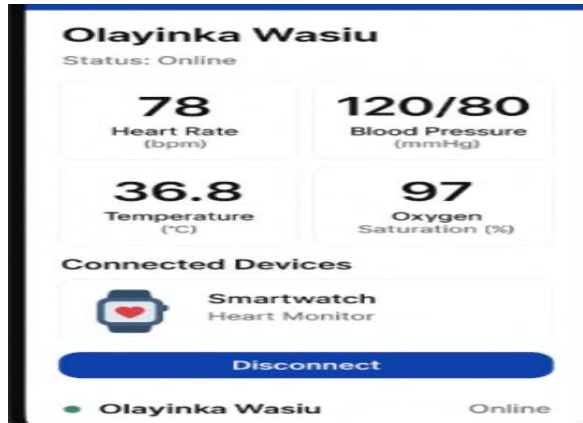 Olayinka Wasiu
Status: Online
78
Heart Rate
(bpm)
120/80
Blood Pressure
(mmHg)
36.8
Temperature
(°C)
97
Oxygen
Saturation (%)
Connected Devices
Smartwatch
Heart Monitor
Disconnect
Olayinka Wasiu Online